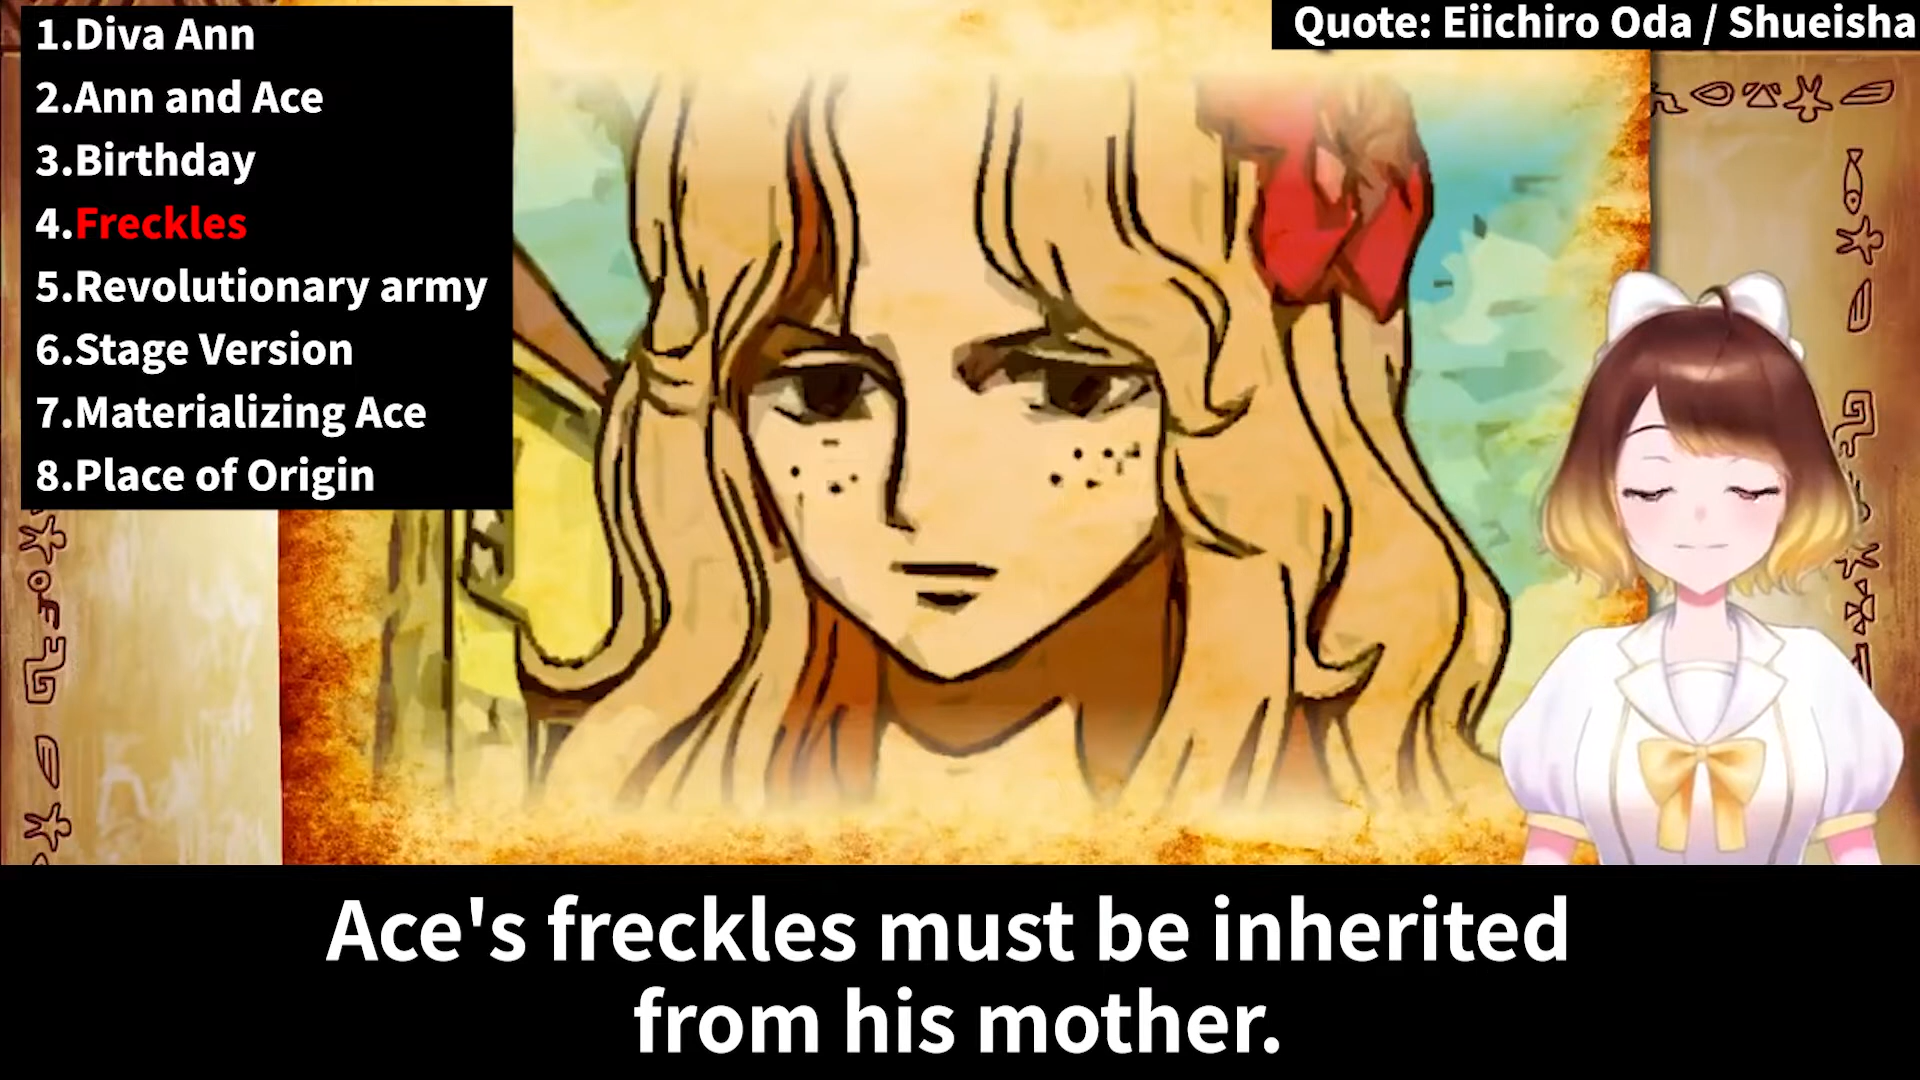 1.Diva Ann
2.Ann and Ace
3.Birthday
4.Freckles
5.Revolutionary army
6.Stage Version
7.Materializing Ace
8.Place of Origin
Quote: Eiichiro Oda / Shueisha
Ace's freckles must be inherited
from his mother.